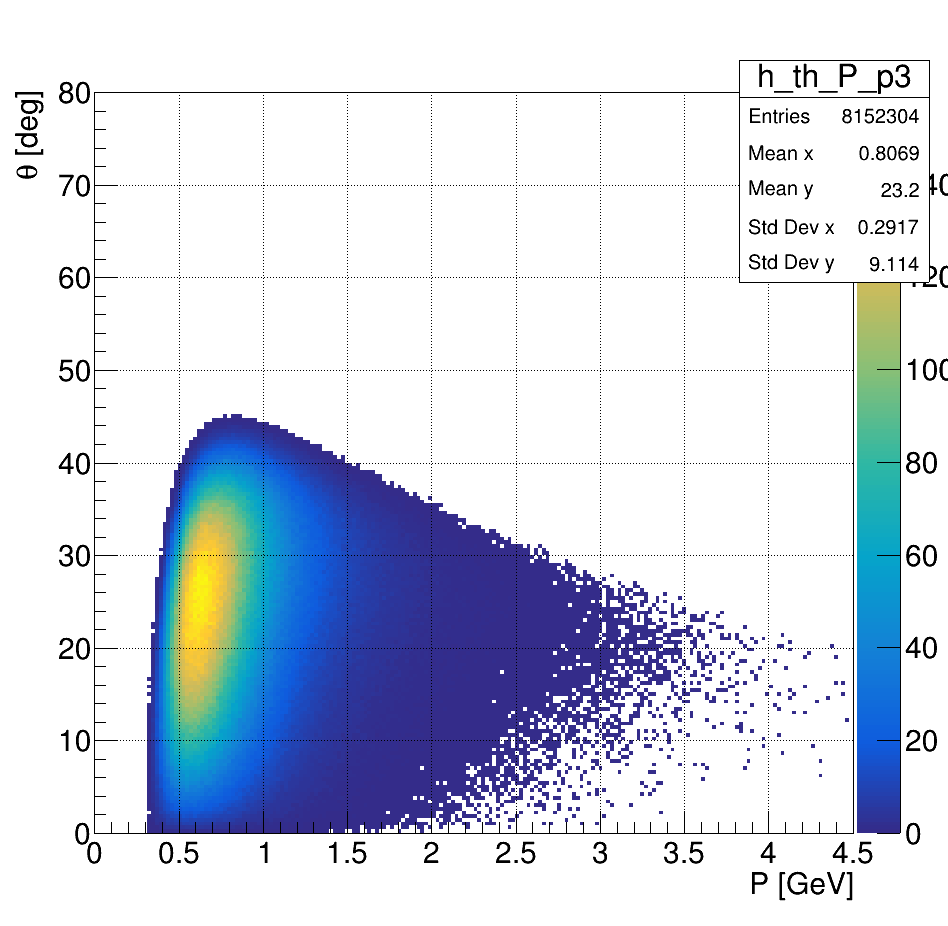 h_th_P_p3
Entries 8152304
Mean x 0.8069
Mean y 23.2
Std Dev x 0.2917
Std Dev y 9.114
θ [deg]
80
70
60
50
40
30
20
10
0
0 0.5 1 1.5 2 2.5 3 3.5 4 4.5
P [GeV]
100
80
60
40
20
0